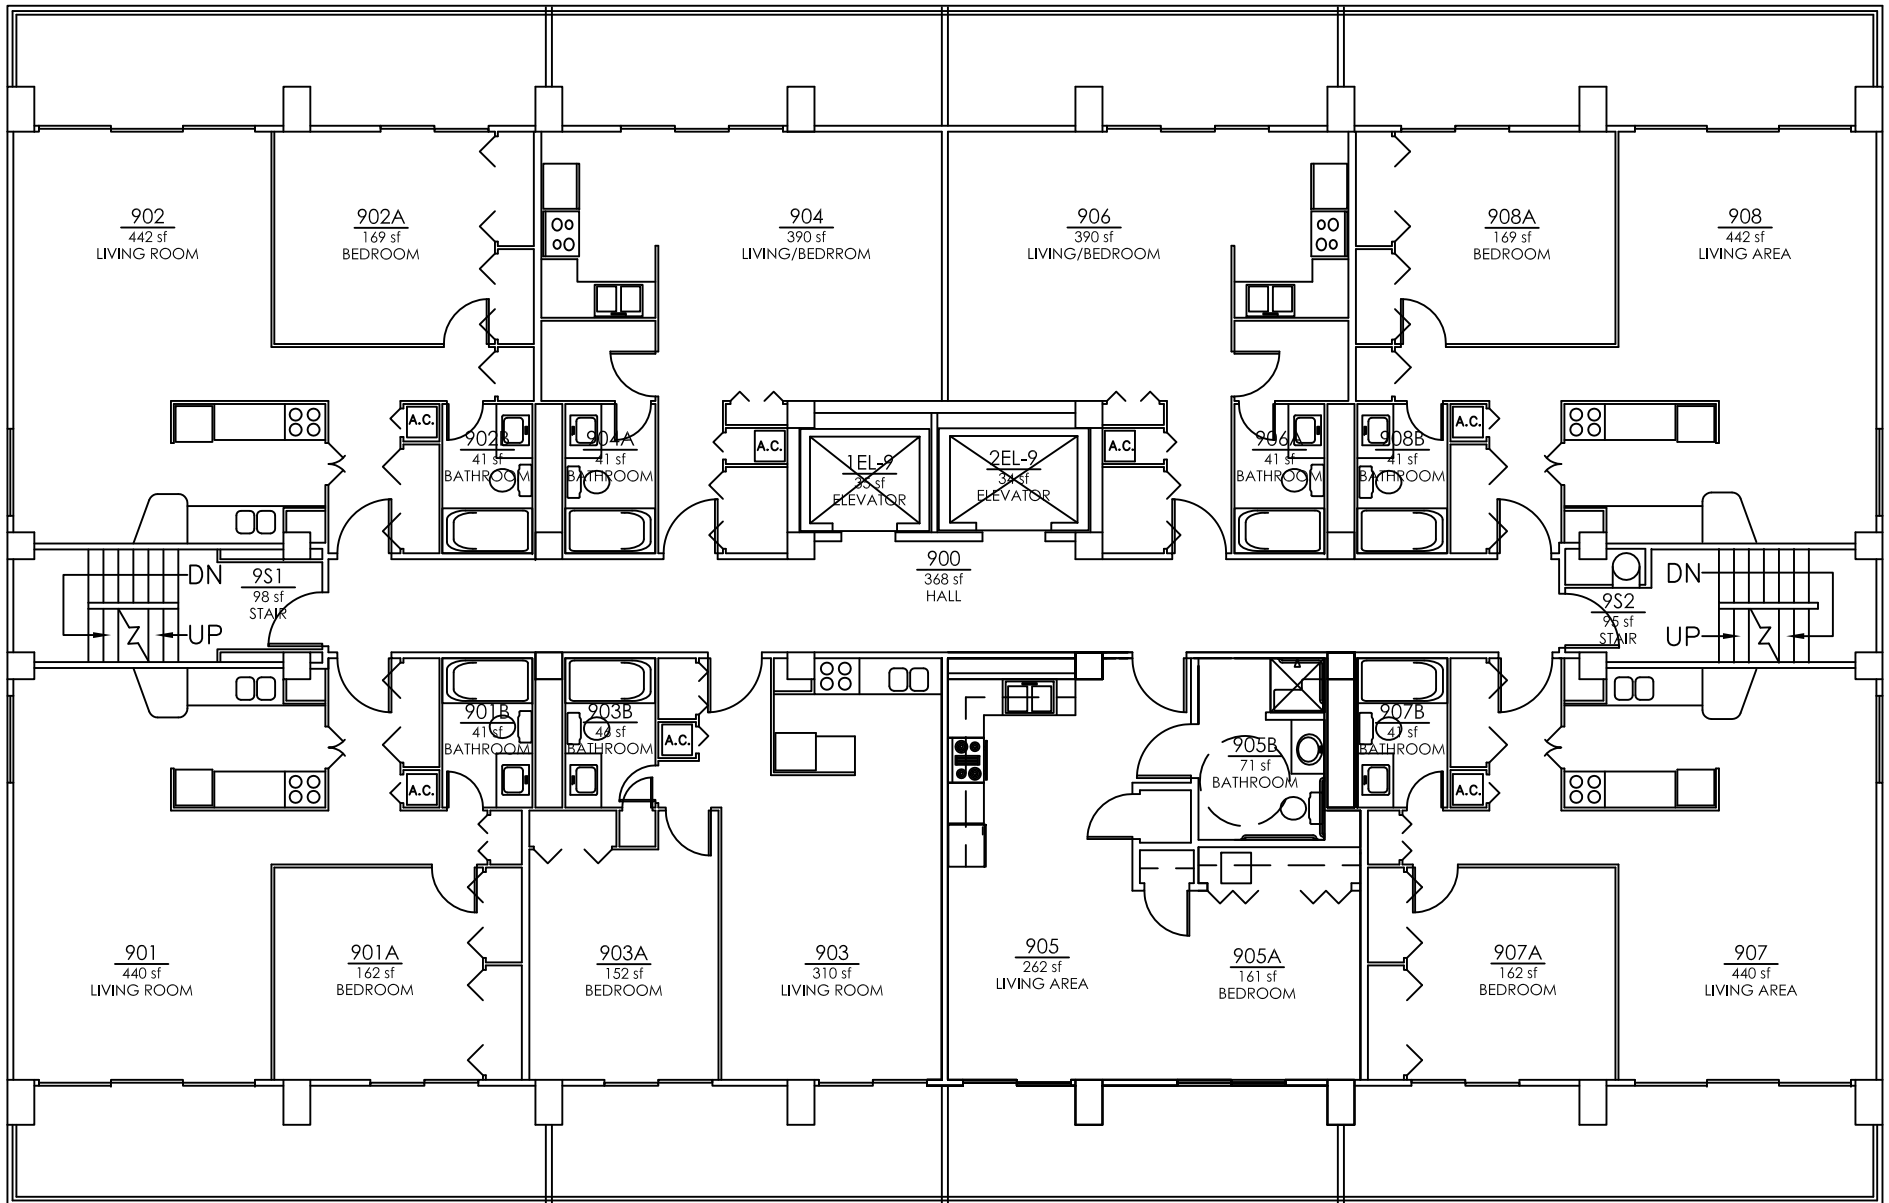 902
442 sf
LIVING ROOM
902A
169 sf
BEDROOM
904
390 sf
LIVING/BEDRROM
906
390 sf
LIVING/BEDROOM
908A
169 sf
BEDROOM
908
442 sf
LIVING AREA
A.C.
902B
41 sf
BATHROOM
904A
41 sf
BATHROOM
A.C.
1EL-9
35 sf
ELEVATOR
2EL-9
34 sf
ELEVATOR
A.C.
906A
41 sf
BATHROOM
908B
41 sf
BATHROOM
A.C.
DN
UP
9S1
98 sf
STAIR
900
368 sf
HALL
9S2
95 sf
STAIR
DN
UP
901B
41 sf
BATHROOM
A.C.
903B
46 sf
BATHROOM
A.C.
905B
71 sf
BATHROOM
907B
41 sf
BATHROOM
A.C.
901
440 sf
LIVING ROOM
901A
162 sf
BEDROOM
903A
152 sf
BEDROOM
903
310 sf
LIVING ROOM
905
262 sf
LIVING AREA
905A
161 sf
BEDROOM
907A
162 sf
BEDROOM
907
440 sf
LIVING AREA